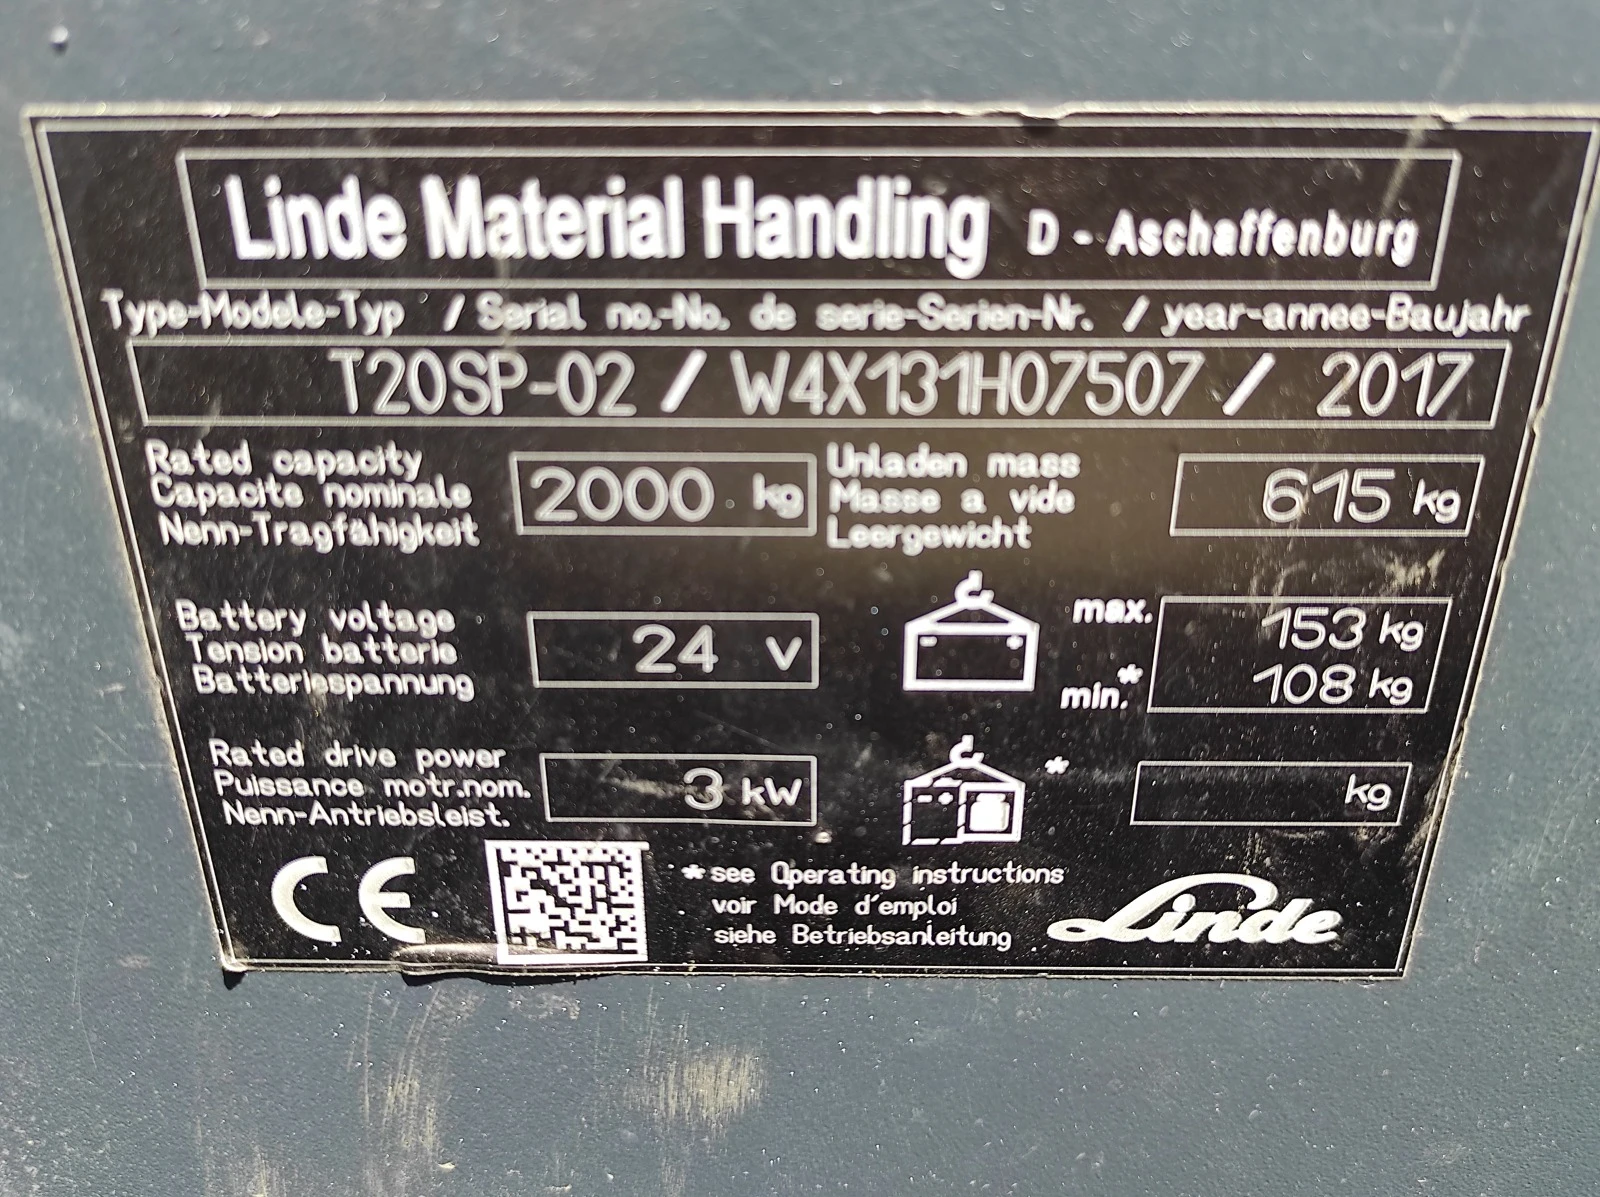 Linde Material Handling D - Aschaffenburg
Type-Modele-Typ / Serial no.-No. de serie-Serien-Nr. / year-annee-Baujahr
T20SP-02 / W4X131H07507 / 2017
Rated capacity
Capacite nominale
Nenn-Tragfähigkeit
2000 kg
Unladen mass
Masse a vide
Leergewicht
615 kg
Battery voltage
Tension batterie
Batteriespannung
24 V
- +
max. 153 kg
min.* 108 kg
Rated drive power
Puissance motr.nom.
Nenn-Antriebsleist.
3 kW
- +
* kg
CE
* see Operating instructions
voir Mode d'emploi
siehe Betriebsanleitung
Linde